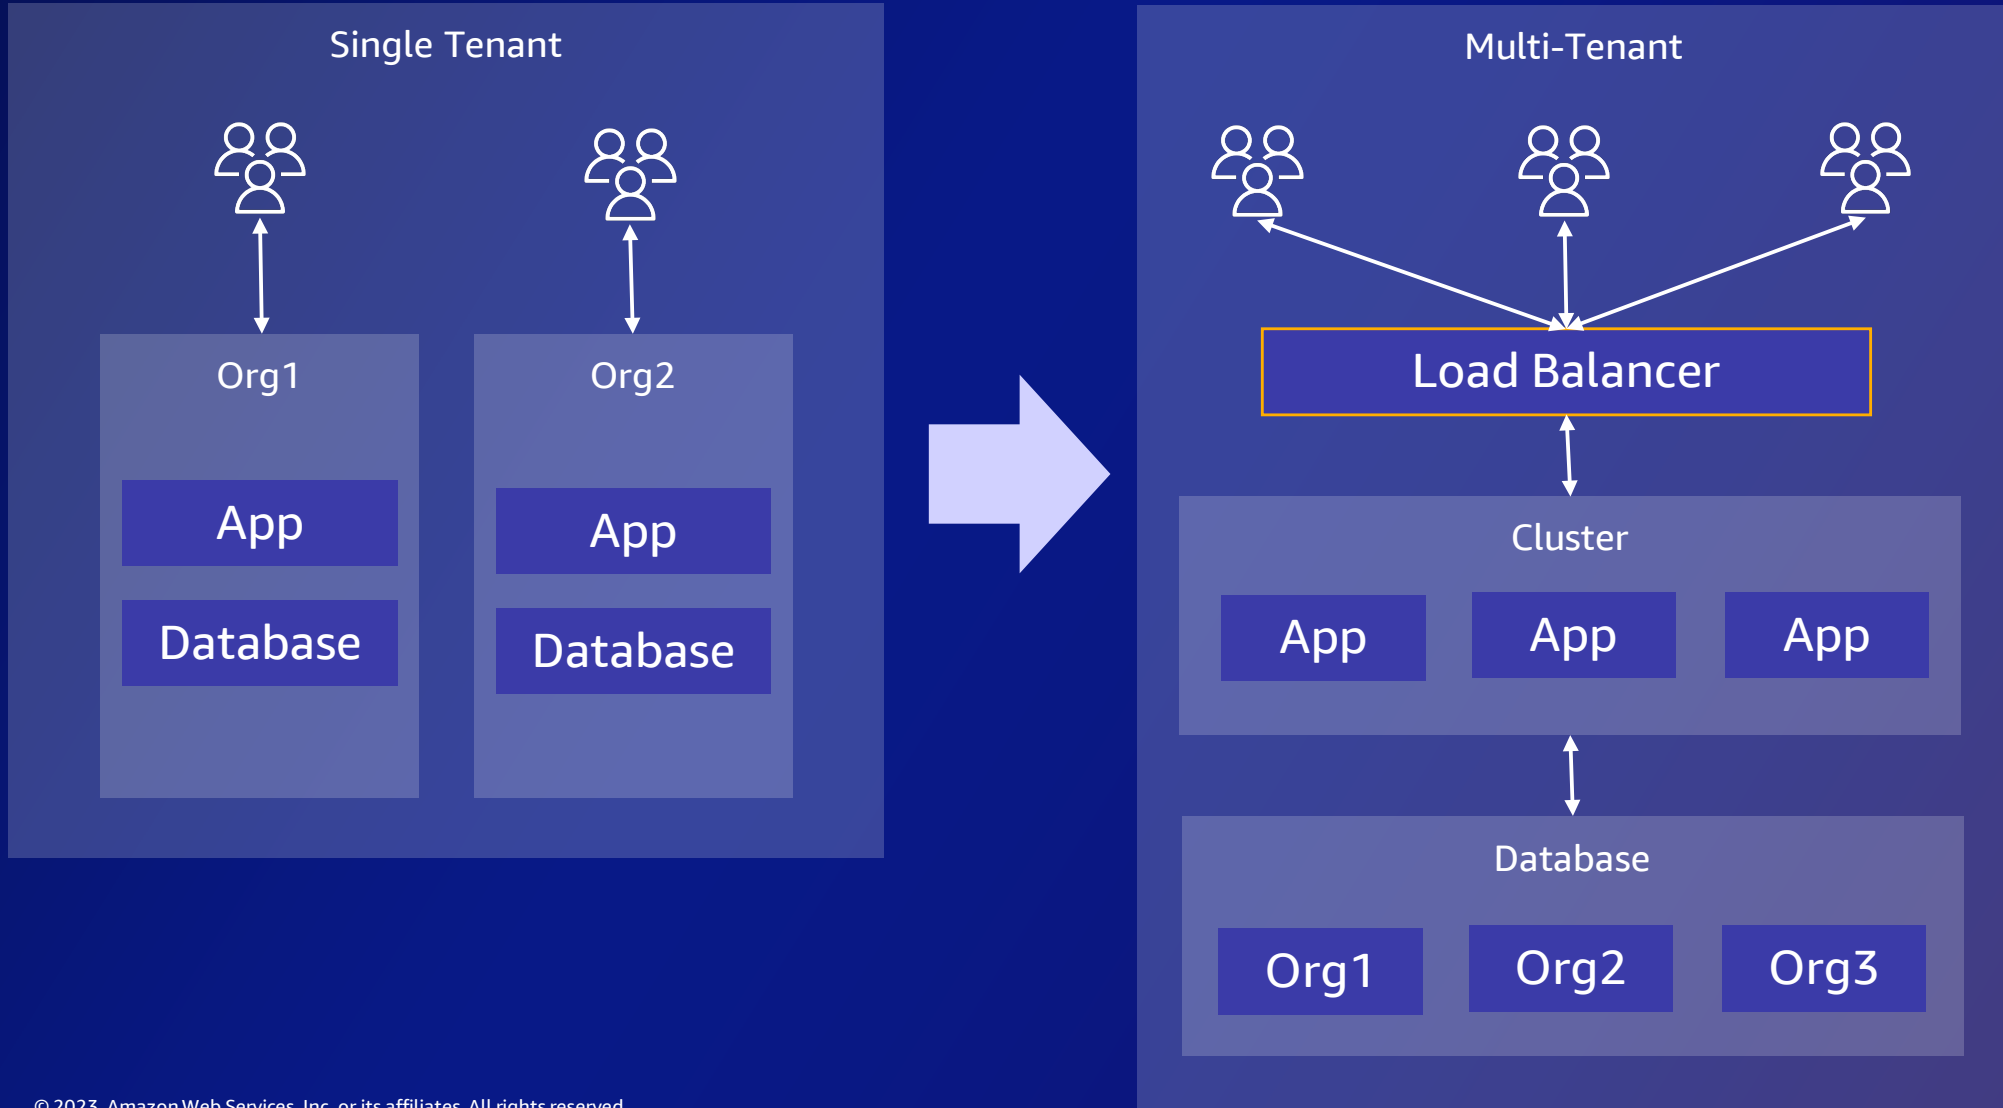 Single Tenant
Org1
App
Database
Org2
App
Database
Multi-Tenant
Load Balancer
Cluster
App
App
App
Database
Org1
Org2
Org3
© 2023, Amazon Web Services, Inc. or its affiliates. All rights reserved.